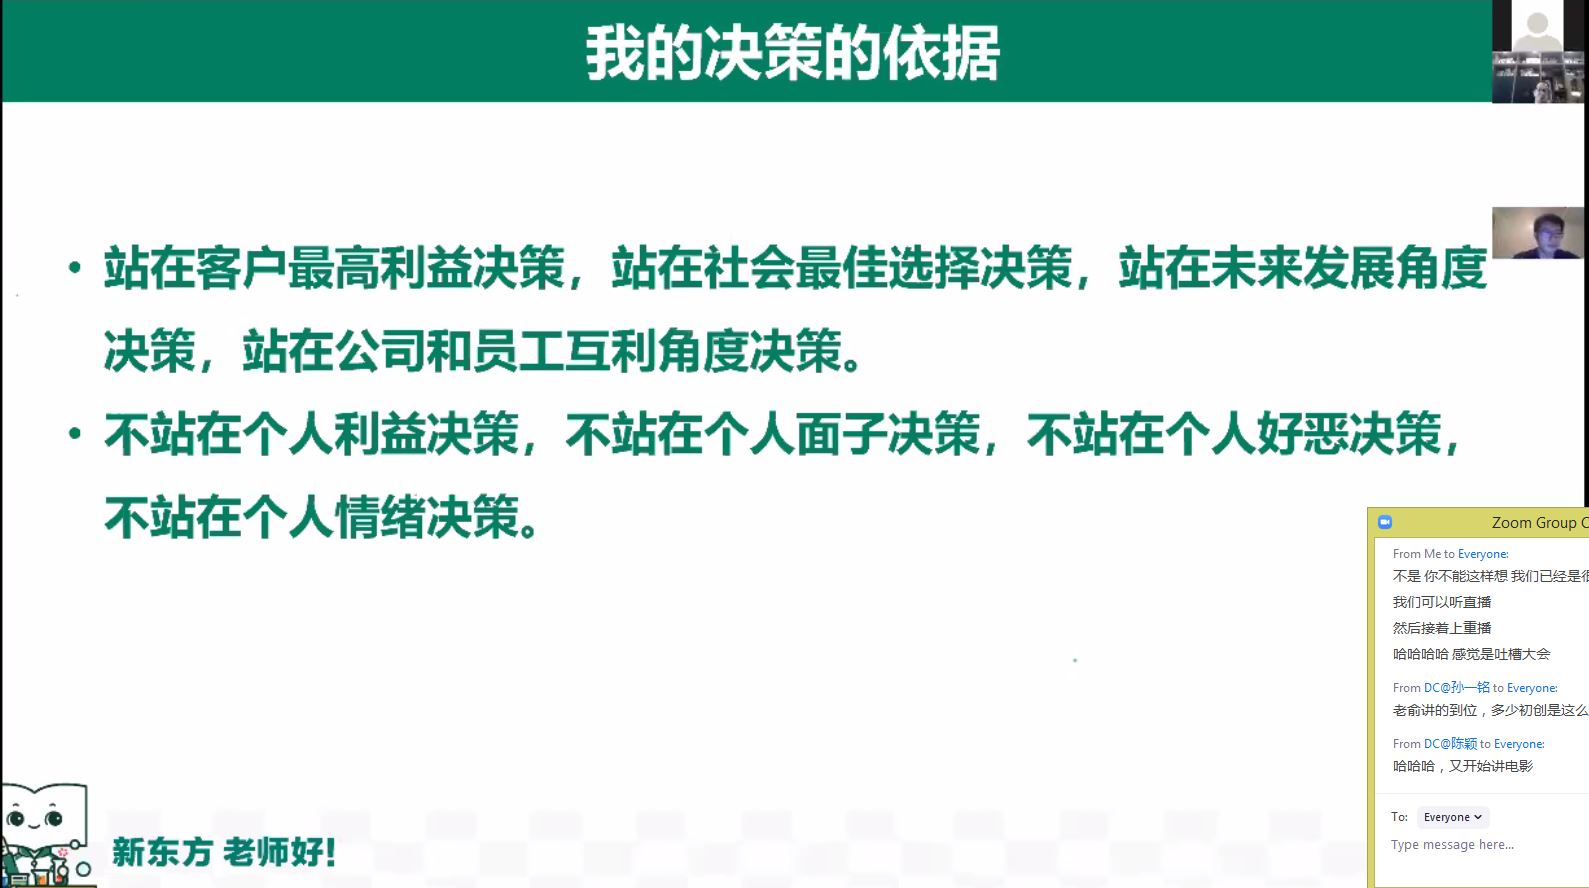 我的决策的依据
• 站在客户最高利益决策，站在社会最佳选择决策，站在未来发展角度
决策，站在公司和员工互利角度决策。
• 不站在个人利益决策，不站在个人面子决策，不站在个人好恶决策，
不站在个人情绪决策。
新东方 老师好!
Zoom Group
From Me to Everyone:
不是 你不能这样想 我们已经是很
我们可以听直播
然后接着上重播
哈哈哈哈 感觉是吐槽大会
From DC@孙一铭 to Everyone:
老俞讲的到位，多少初创是这么
From DC@陈颖 to Everyone:
哈哈哈，又开始讲电影
To: Everyone
Type message here...